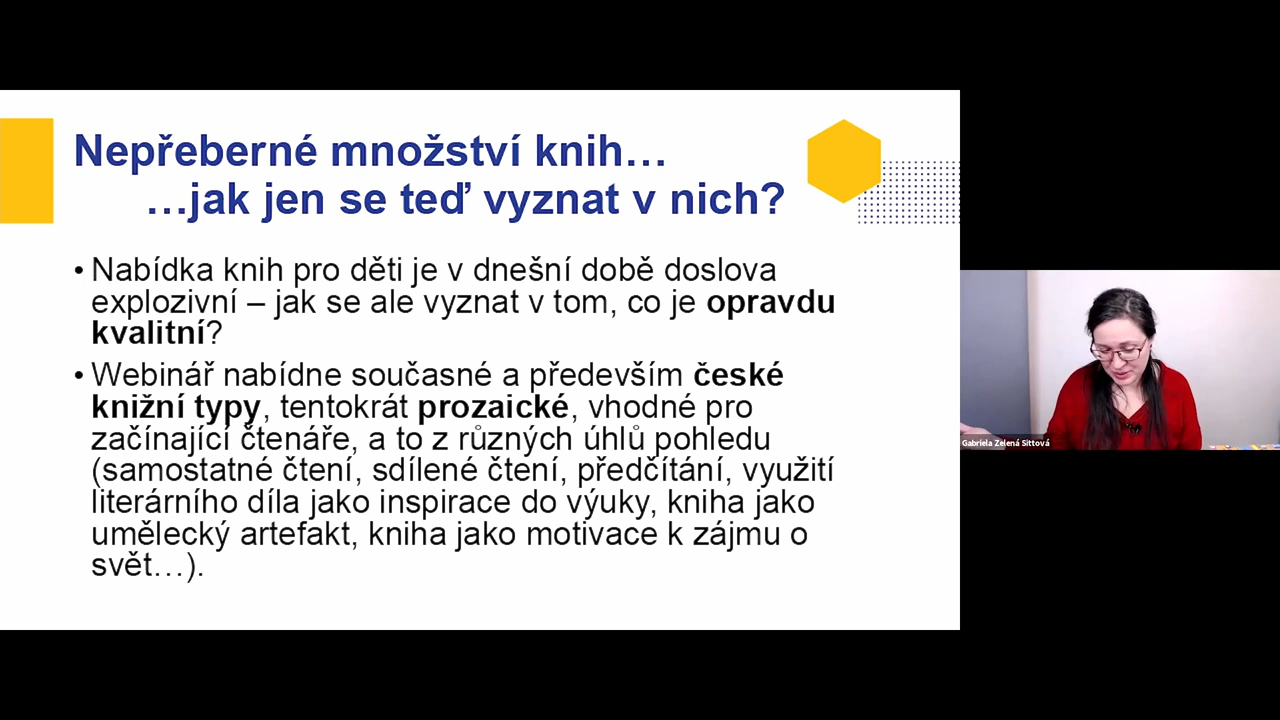 Nepřeberné množství knih…
…jak jen se teď vyznat v nich?
• Nabídka knih pro děti je v dnešní době doslova
explozivní – jak se ale vyznat v tom, co je opravdu
kvalitní?
• Webinář nabídne současné a především české
knižní typy, tentokrát prozaické, vhodné pro
začínající čtenáře, a to z různých úhlů pohledu
(samostatné čtení, sdílené čtení, předčítání, využití
literárního díla jako inspirace do výuky, kniha jako
umělecký artefakt, kniha jako motivace k zájmu o
svět…).
Gabriela Zelená Sittová